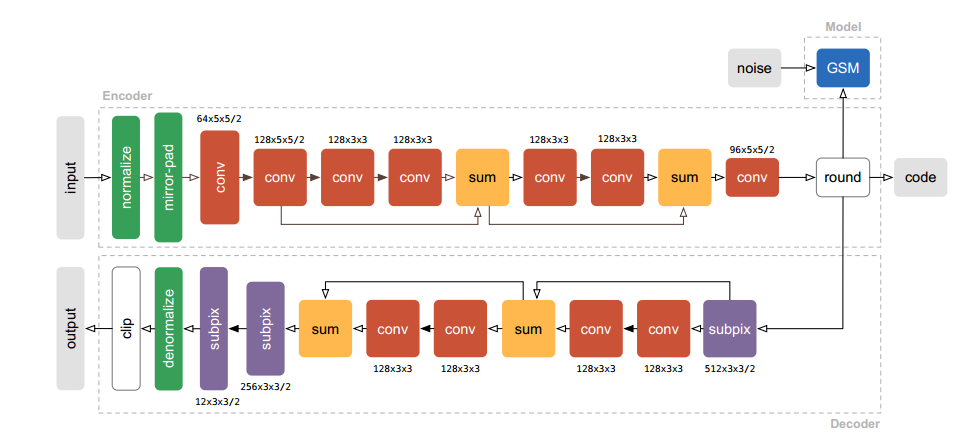 Model
noise
GSM
Encoder
input
normalize
mirror-pad
64x5x5/2
conv
128x5x5/2
conv
128x3x3
conv
128x3x3
conv
sum
128x3x3
conv
128x3x3
conv
sum
96x5x5/2
conv
round
code
output
clip
denormalize
subpix
12x3x3/2
subpix
256x3x3/2
sum
conv
128x3x3
conv
128x3x3
sum
conv
128x3x3
conv
128x3x3
subpix
512x3x3/2
Decoder